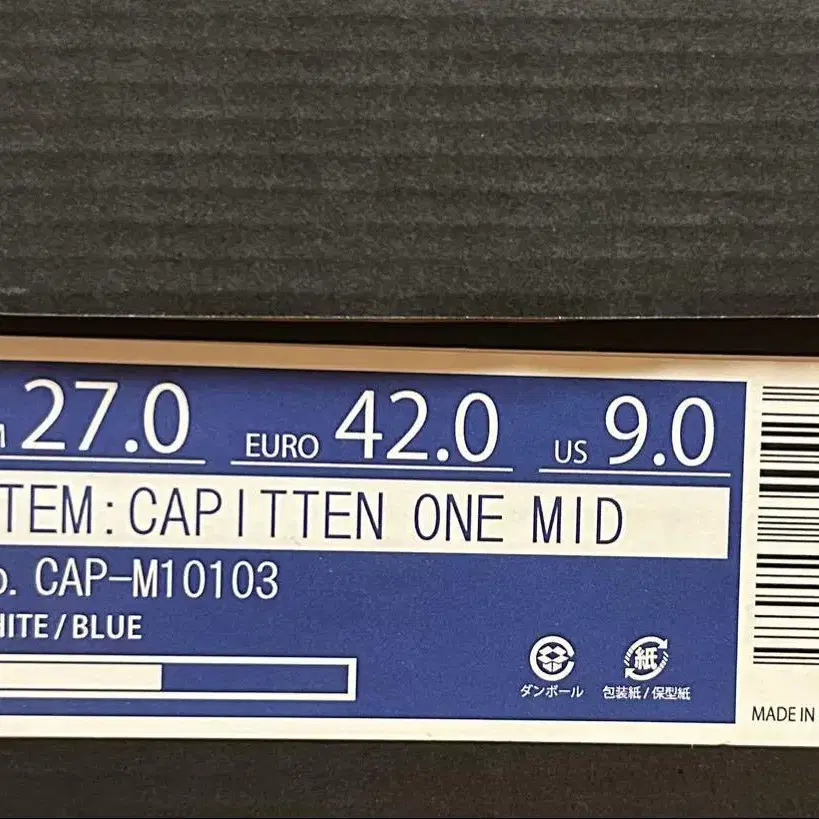 27.0 EURO 42.0 US 9.0
TEM:CAPITTEN ONE MID
o. CAP-M10103
HITE/BLUE
ダンボール
紙
包装紙/保型紙
MADE IN